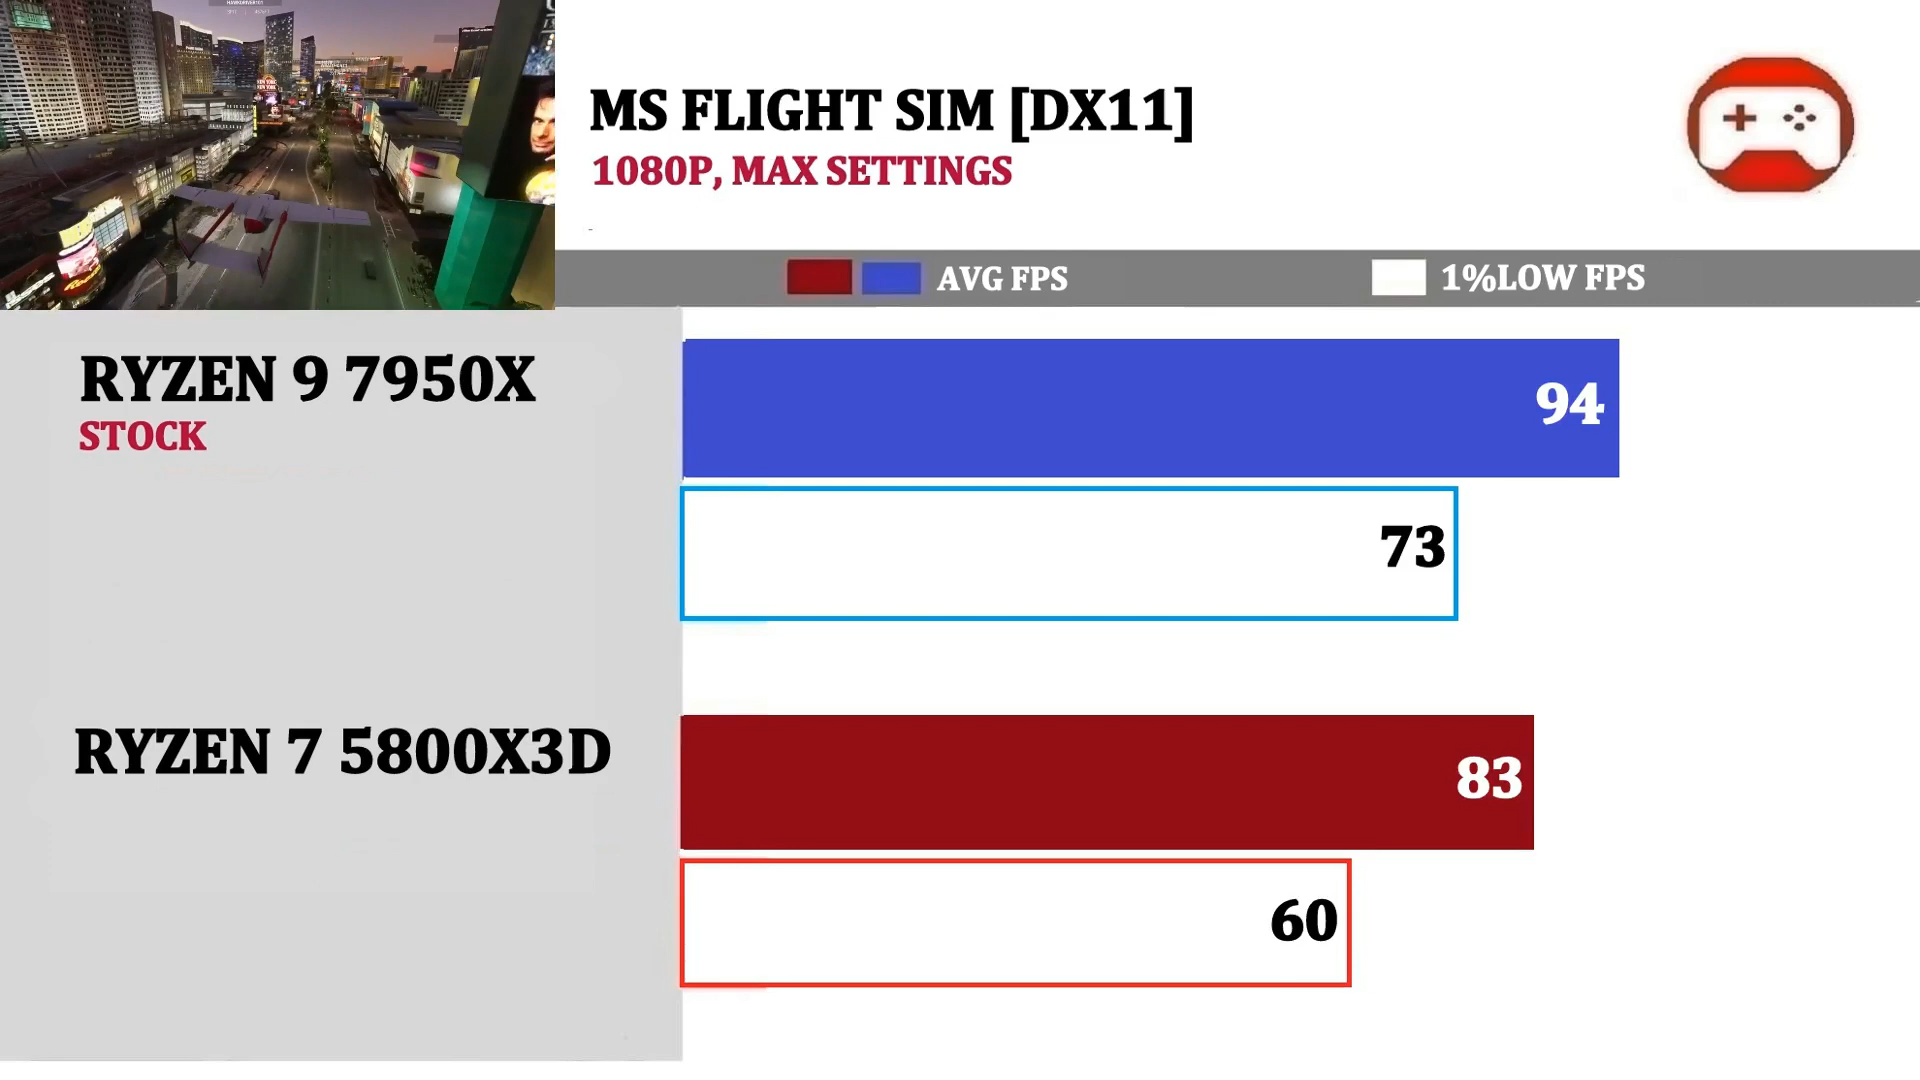 MS FLIGHT SIM [DX11]
1080P, MAX SETTINGS
AVG FPS
1%LOW FPS
RYZEN 9 7950X
STOCK
94
73
RYZEN 7 5800X3D
83
60